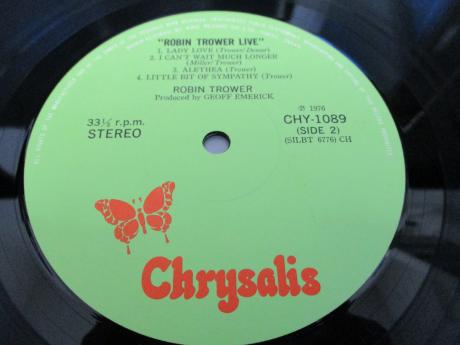 "ROBIN TROWER LIVE"
1. LADY LOVE (Trower/Dewar)
2. I CAN'T WAIT MUCH LONGER
(Miller/Trower)
3. ALETHEA (Trower)
4. LITTLE BIT OF SYMPATHY (Trower)
ROBIN TROWER
Produced by GEOFF EMERICK
33⅓ r.p.m.
STEREO
℗ 1976
CHY-1089
(SIDE 2)
(SILBT 6776) CH
Chrysalis